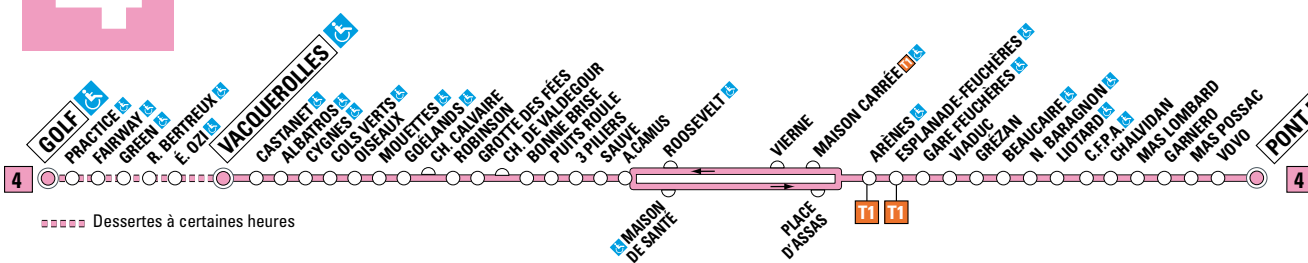 4
GOLF
PRACTICE
FAIRWAY
GREEN
R. BERTREUX
É. OZI
VACQUEROLLES
CASTANET
ALBATROS
CYGNES
COLS VERTS
OISEAUX
MOUETTES
GOÉLANDS
CH. CALVAIRE
ROBINSON
GROTTE DES FÉES
CH. DE VALDEGOUR
BONNE BRISE
PUITS ROULE
3 PILIERS
SAUVE
A.CAMUS
ROOSEVELT
VIERNE
MAISON CARRÉE T1
MAISON
DE SANTÉ
PLACE
D'ASSAS
ARÈNES
ESPLANADE-FEUCHÈRES
GARE FEUCHÈRES
VIADUC
GRÉZAN
BEAUCAIRE
N. BARAGNON
LIOTARD
C.F.P.A.
CHALVIDAN
MAS LOMBARD
GARNERO
MAS POSSAC
VOVO
PONT
4
T1
T1
Dessertes à certaines heures